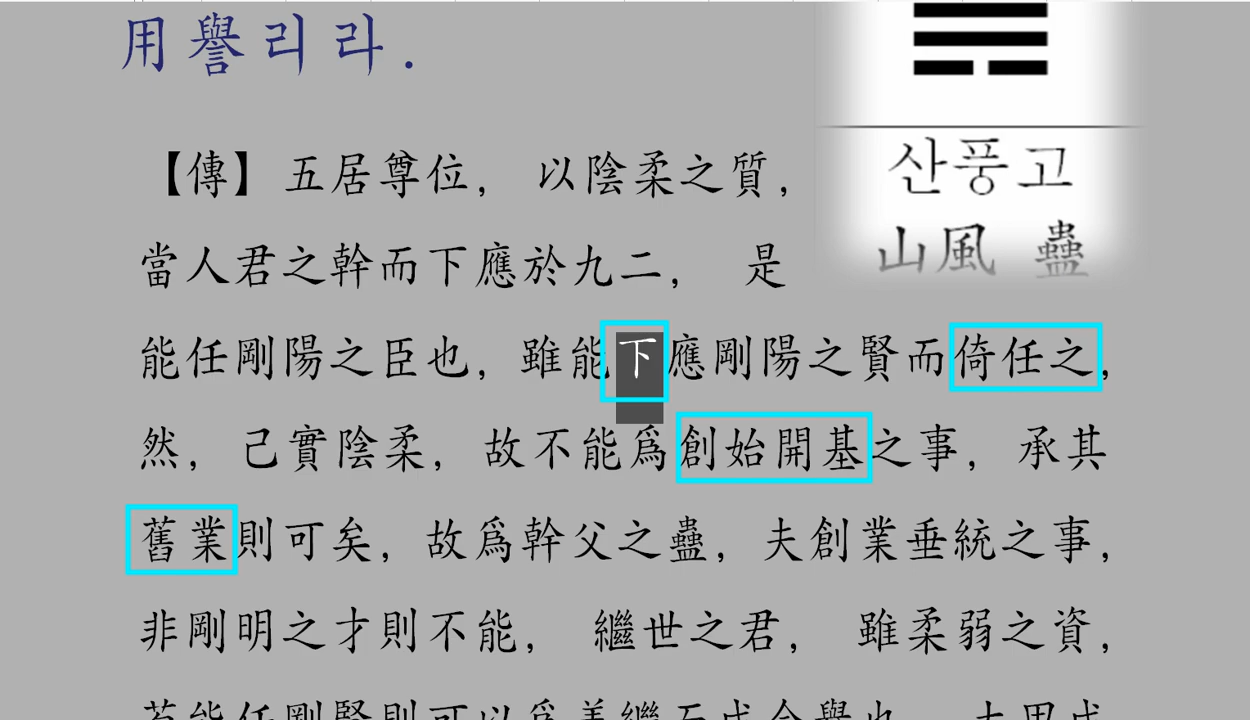 用譽리라.
산풍고
山風 蠱
【傳】 五居尊位, 以陰柔之質,
當人君之幹而下應於九二, 是
能任剛陽之臣也, 雖能下應剛陽之賢而倚任之,
然, 己實陰柔, 故不能爲創始開基之事, 承其
舊業則可矣, 故爲幹父之蠱, 夫創業垂統之事,
非剛明之才則不能, 繼世之君, 雖柔弱之資,